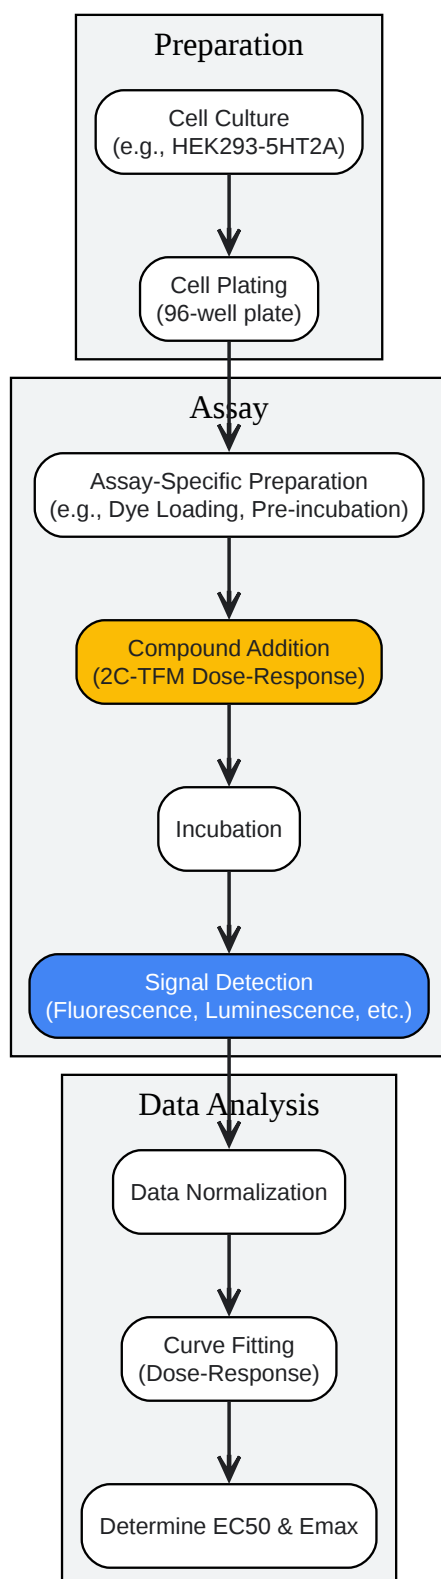 Preparation
Cell Culture
(e.g., HEK293-5HT2A)
Cell Plating
(96-well plate)
Assay
Assay-Specific Preparation
(e.g., Dye Loading, Pre-incubation)
Compound Addition
(2C-TFM Dose-Response)
Incubation
Signal Detection
(Fluorescence, Luminescence, etc.)
Data Analysis
Data Normalization
Curve Fitting
(Dose-Response)
Determine EC50 & Emax